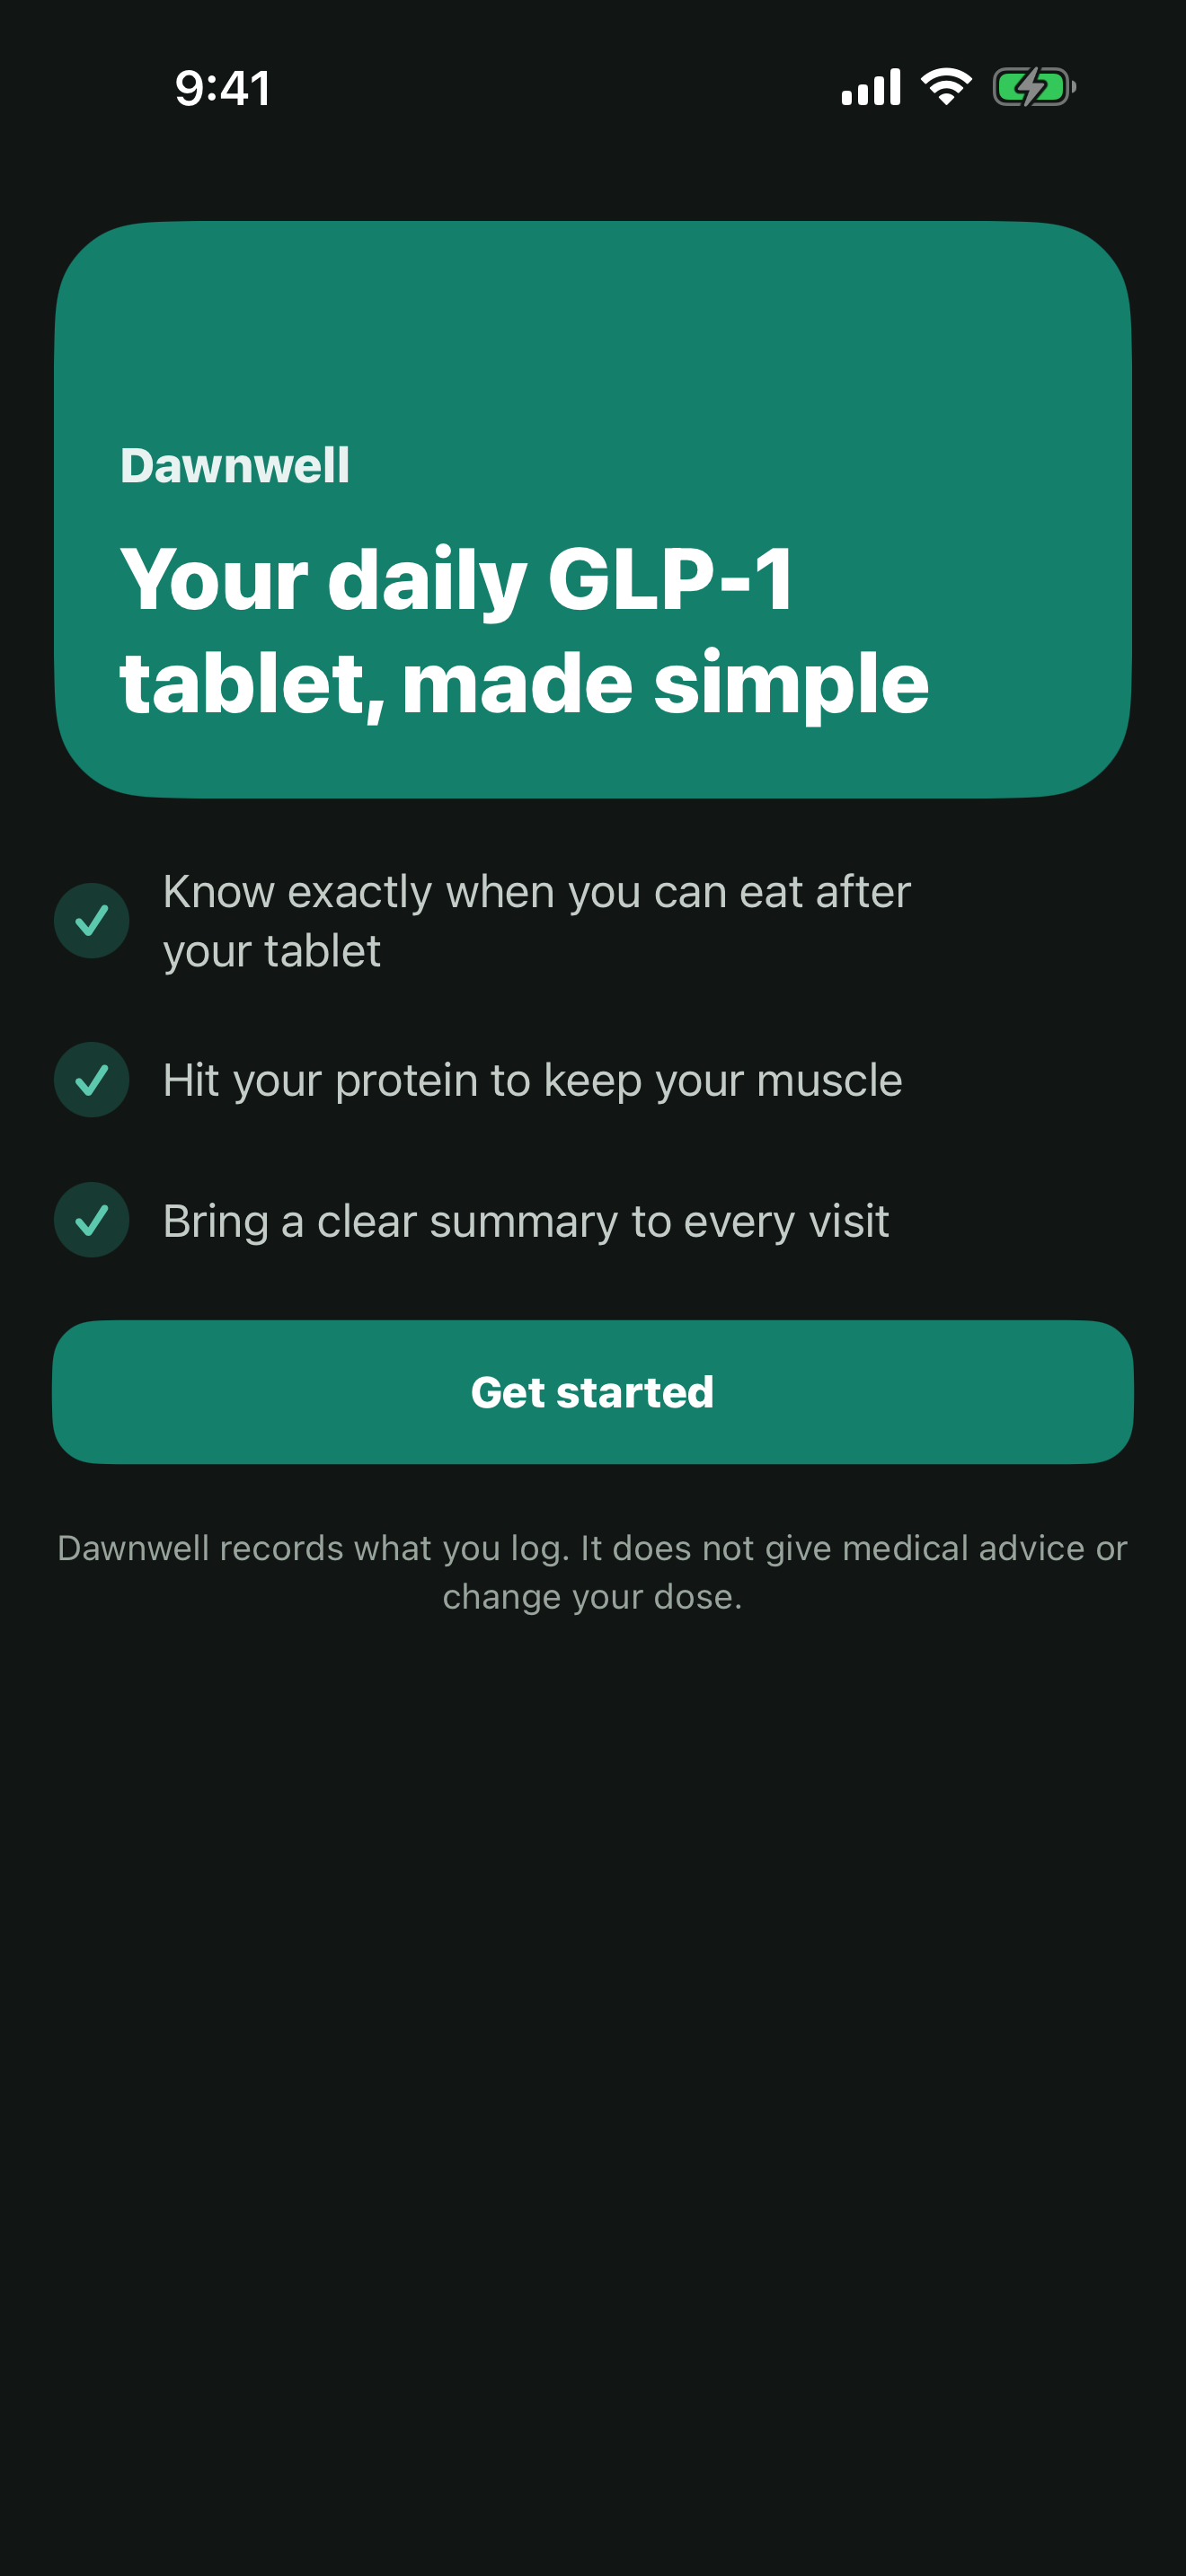 9:41
Dawnwell
Your daily GLP-1
tablet, made simple
Know exactly when you can eat after
your tablet
Hit your protein to keep your muscle
Bring a clear summary to every visit
Get started
Dawnwell records what you log. It does not give medical advice or
change your dose.